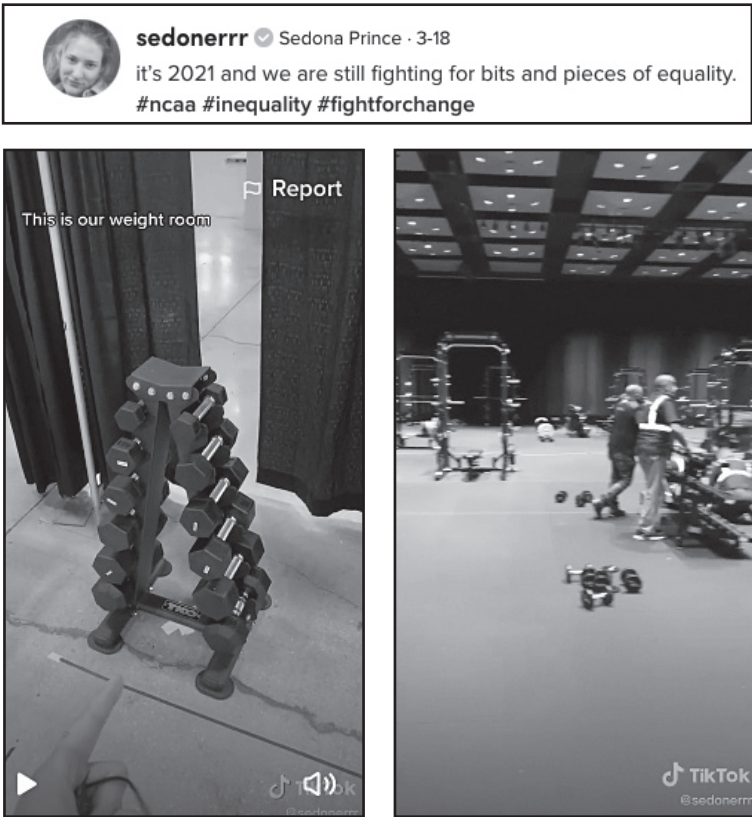 sedonerrr Sedona Prince · 3-18
it's 2021 and we are still fighting for bits and pieces of equality.
#ncaa #inequality #fightforchange
Report
This is our weight room
TikTok
@sedonerrr
TikTok
@sedonerrr